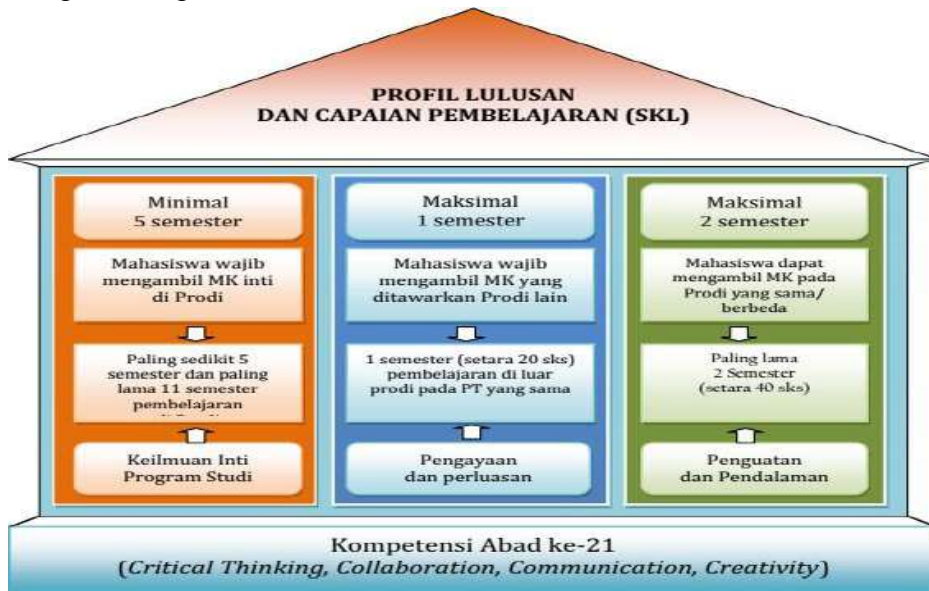 PROFIL LULUSAN
DAN CAPAIAN PEMBELAJARAN (SKL)
Minimal
5 semester
Mahasiswa wajib
mengambil MK inti
di Prodi
Paling sedikit 5
semester dan paling
lama 11 semester
pembelajaran
Keilmuan Inti
Program Studi
Maksimal
1 semester
Mahasiswa wajib
mengambil MK yang
ditawarkan Prodi lain
1 semester (setara 20 sks)
pembelajaran di luar
prodi pada PT yang sama
Pengayaan
dan perluasan
Maksimal
2 semester
Mahasiswa dapat
mengambil MK pada
Prodi yang sama/
berbeda
Paling lama
2 Semester
(setara 40 sks)
Penguatan
dan Pendalaman
Kompetensi Abad ke-21
(Critical Thinking, Collaboration, Communication, Creativity)